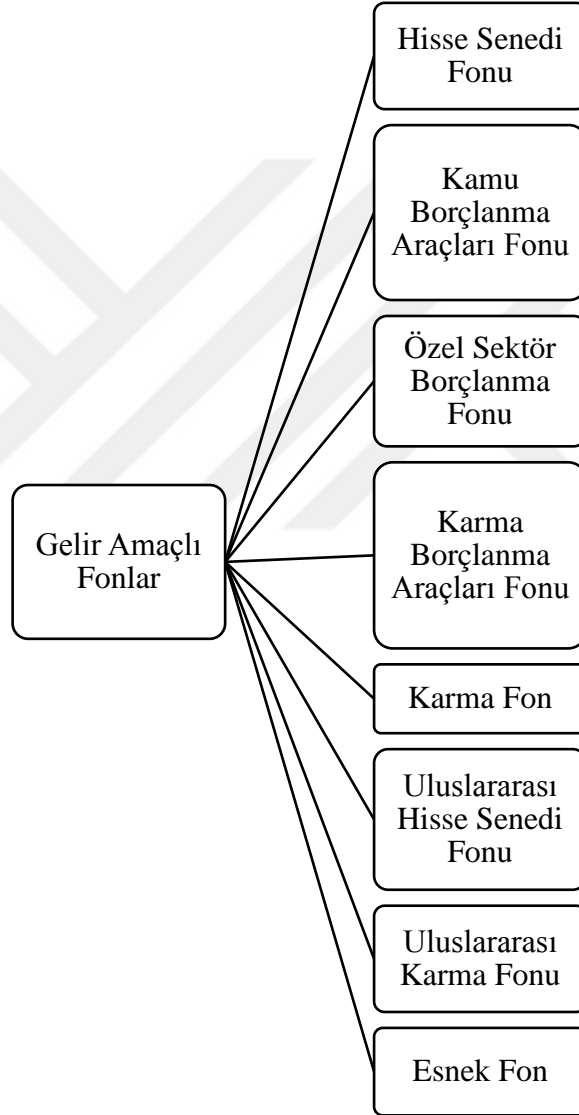 Hisse Senedi
Fonu
Kamu
Borçlanma
Araçları Fonu
Özel Sektör
Borçlanma
Fonu
Gelir Amaçlı
Fonlar
Karma
Borçlanma
Araçları Fonu
Karma Fon
Uluslararası
Hisse Senedi
Fonu
Uluslararası
Karma Fonu
Esnek Fon